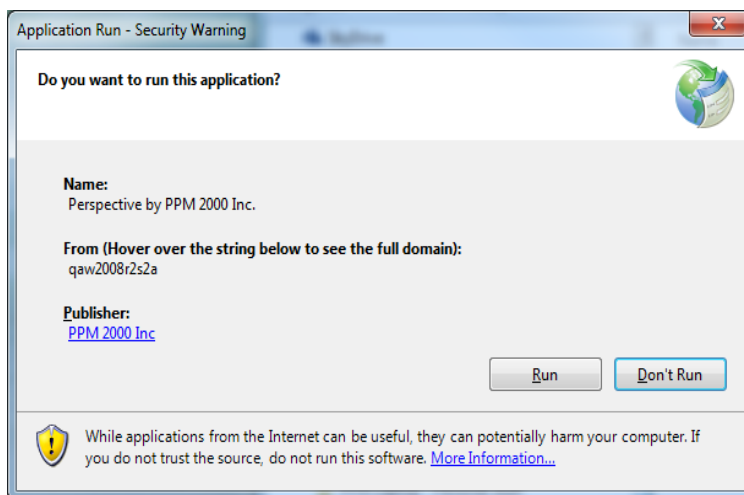 Application Run - Security Warning
Do you want to run this application?
Name:
Perspective by PPM 2000 Inc.
From (Hover over the string below to see the full domain):
qaw2008r2s2a
Publisher:
PPM 2000 Inc
Run
Don't Run
While applications from the Internet can be useful, they can potentially harm your computer. If
you do not trust the source, do not run this software. More Information...